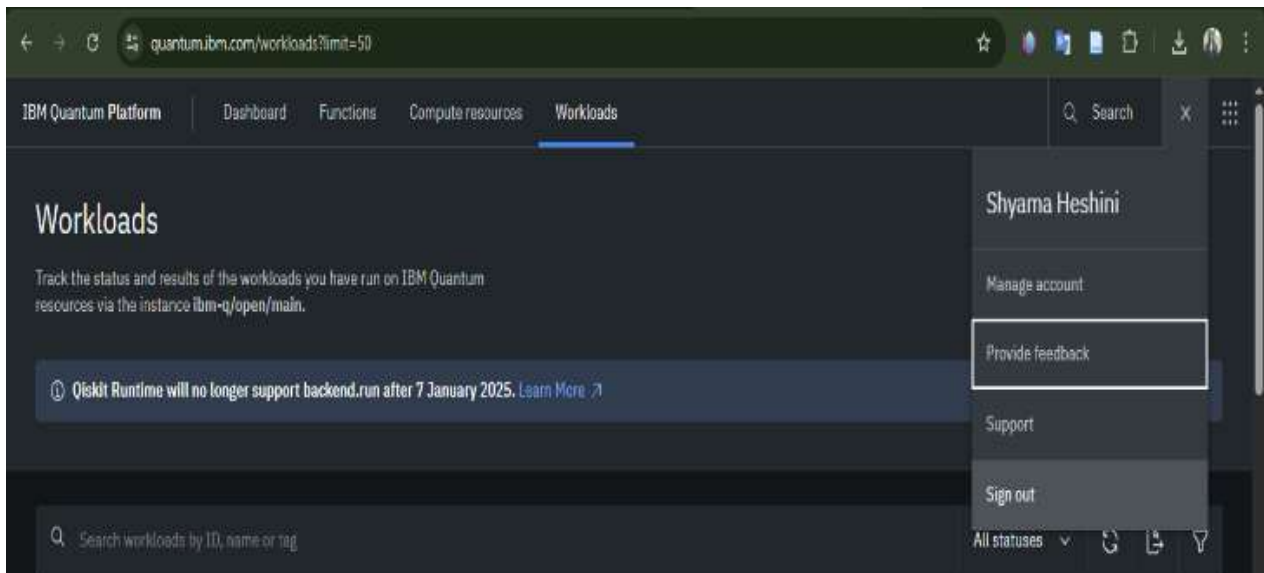 quantum.ibm.com/workloads?limit=50
IBM Quantum Platform Dashboard Functions Compute resources Workloads Search
Shyama Heshini
Workloads
Track the status and results of the workloads you have run on IBM Quantum
resources via the instance ibm-q/open/main.
Manage account
Provide feedback
Qiskit Runtime will no longer support backend.run after 7 January 2025. Learn More
Support
Sign out
Search workloads by ID, name or tag All statuses